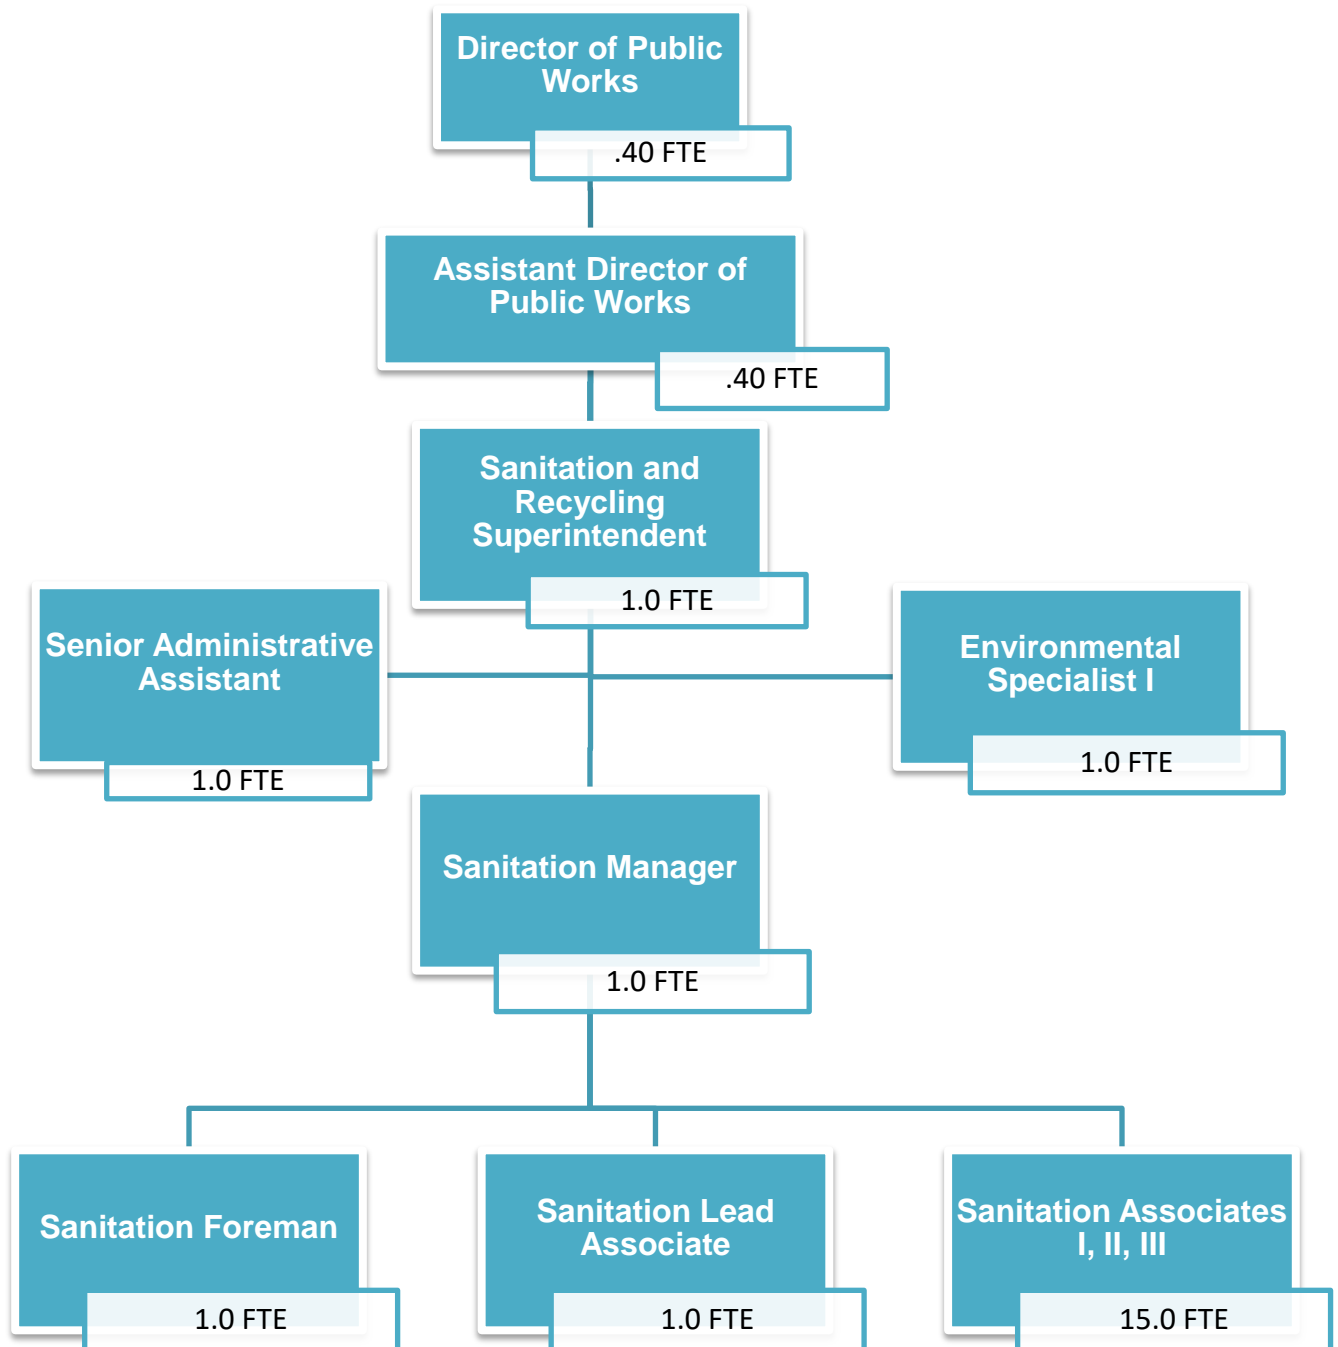 Director of Public
Works
.40 FTE
Assistant Director of
Public Works
.40 FTE
Sanitation and
Recycling
Superintendent
1.0 FTE
Senior Administrative
Assistant
1.0 FTE
Environmental
Specialist I
1.0 FTE
Sanitation Manager
1.0 FTE
Sanitation Foreman
1.0 FTE
Sanitation Lead
Associate
1.0 FTE
Sanitation Associates
I, II, III
15.0 FTE